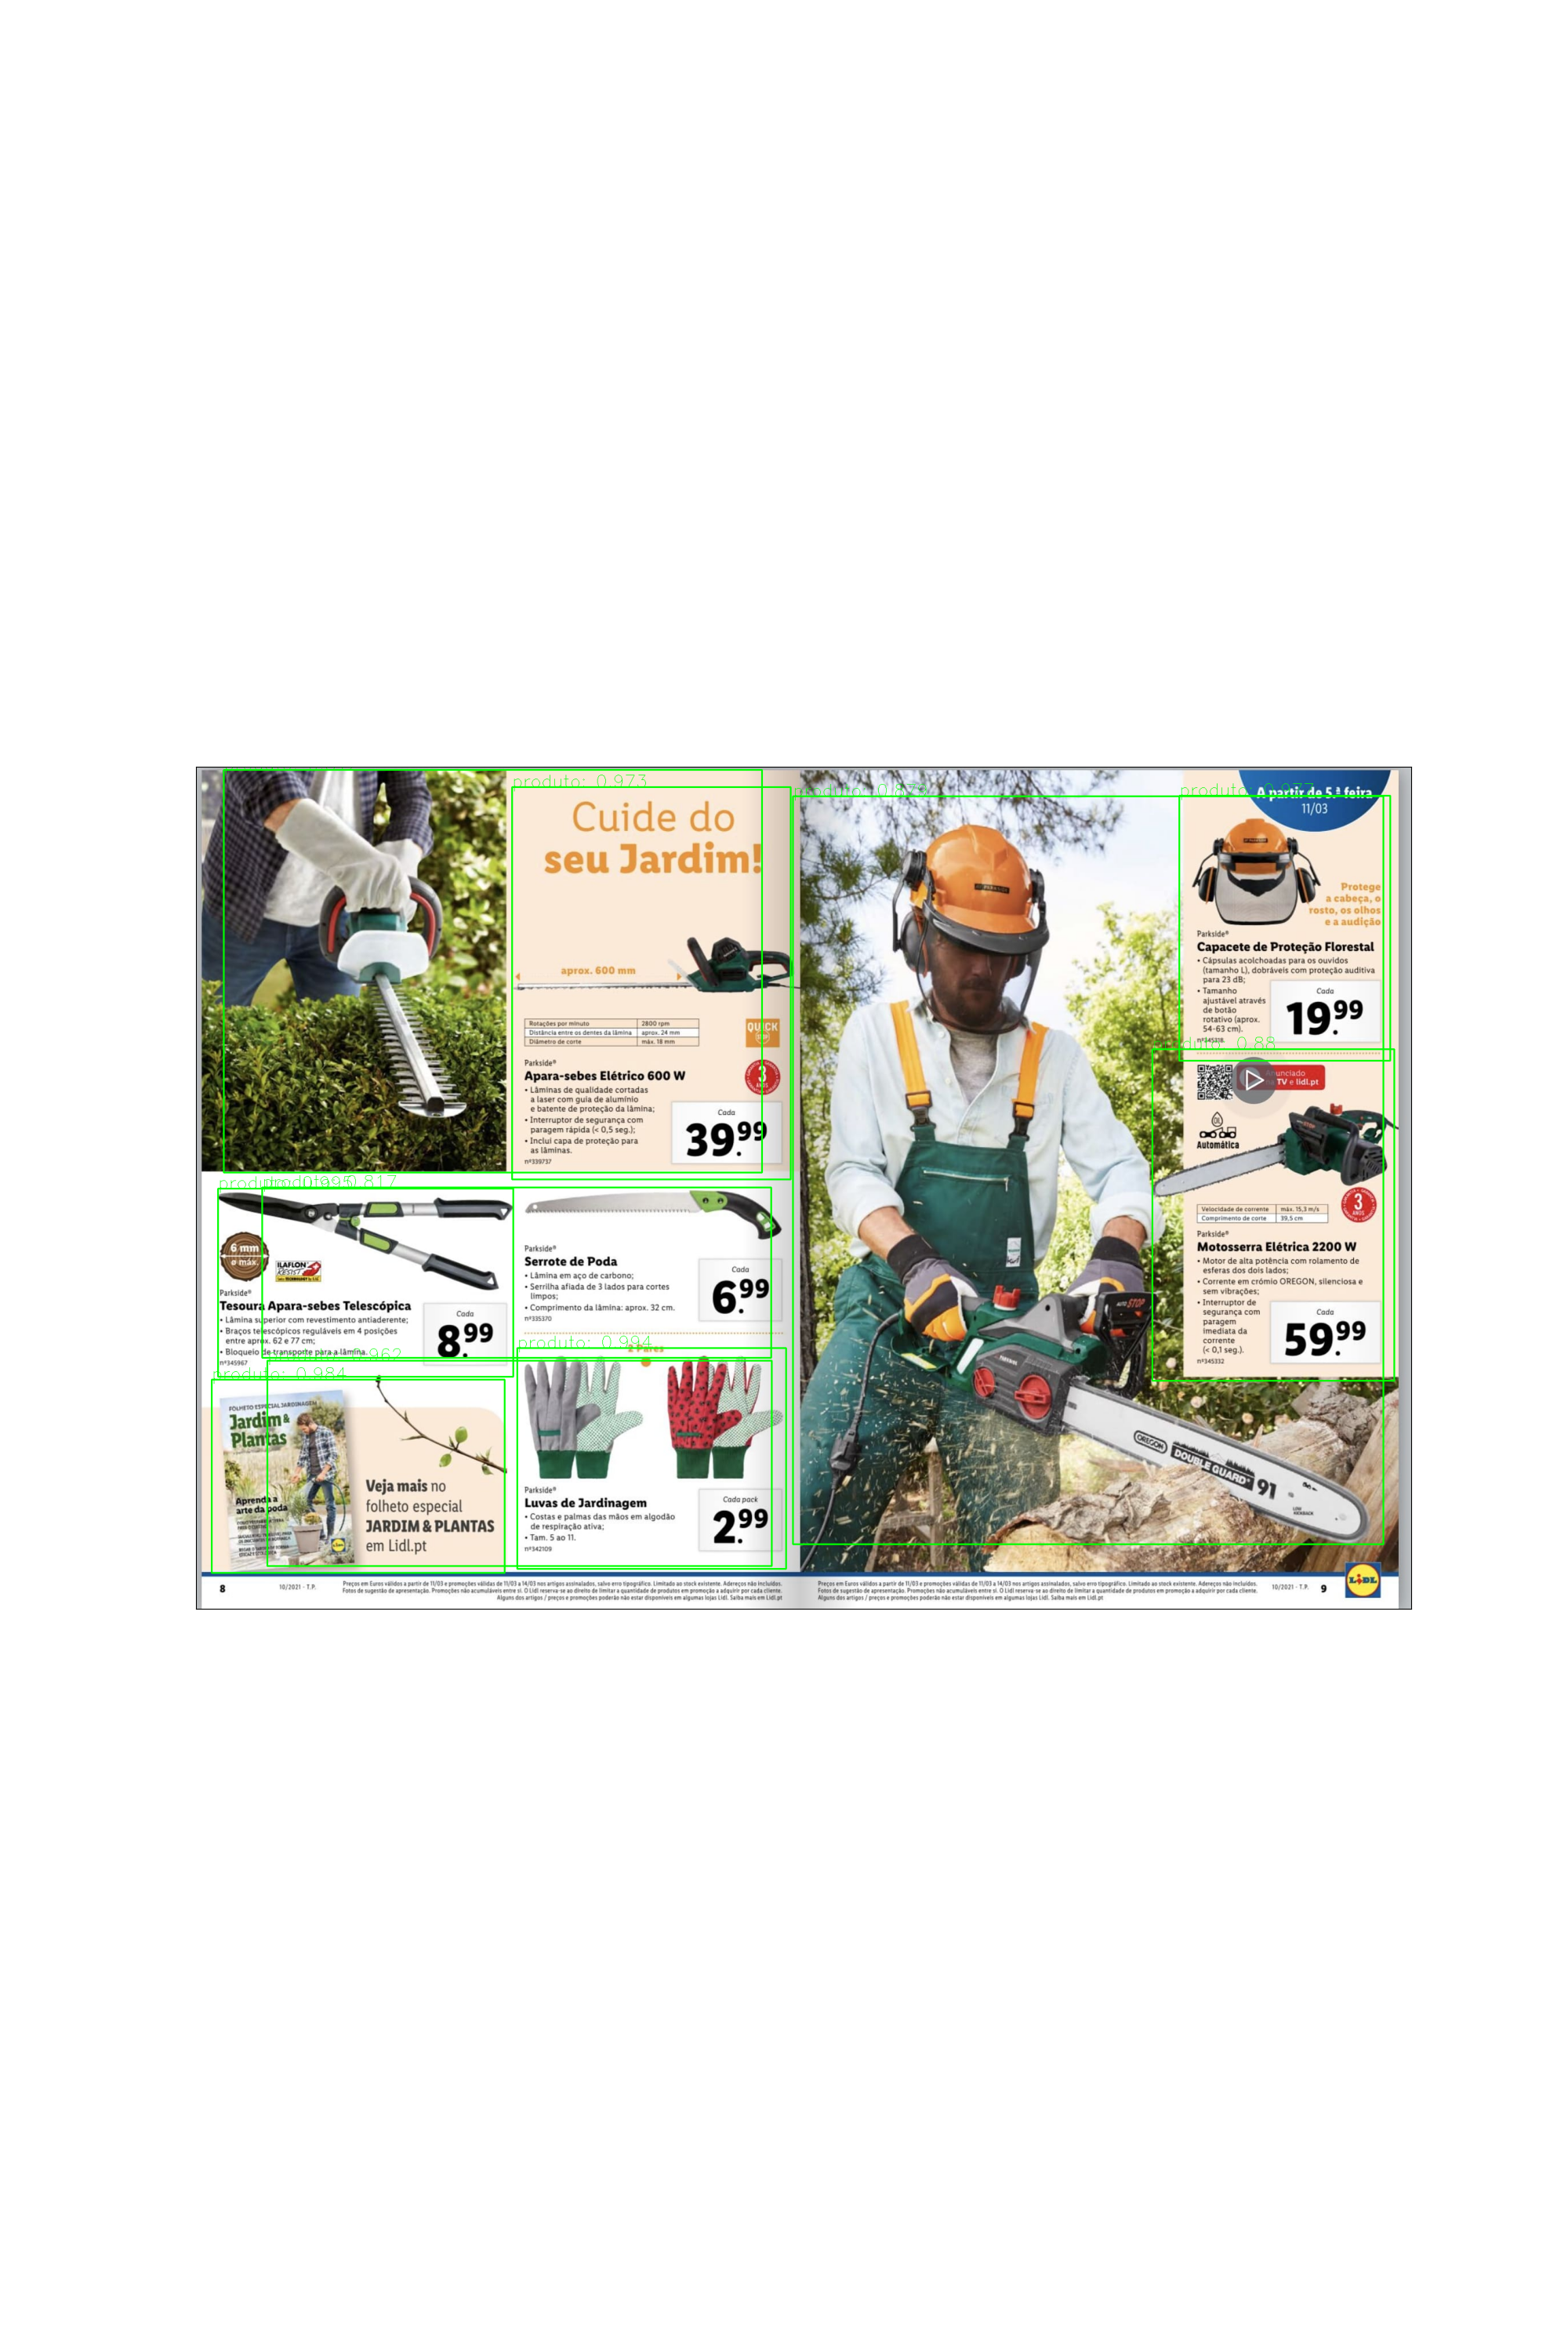 produto: 0.973
Cuide do
seu Jardim!
aprox. 600 mm
Rotações por minuto 2800 rpm
Distância entre os dentes da lâmina aprox. 24 mm
Diâmetro de corte máx. 18 mm
QUICK
3
ANOS
Parkside®
Apara-sebes Elétrico 600 W
• Lâminas de qualidade cortadas
a laser com guia de alumínio
e batente de proteção da lâmina;
• Interruptor de segurança com
paragem rápida (< 0,5 seg.);
• Inclui capa de proteção para
as lâminas.
nº339737
Cada
39.99
produto: 0.995
0.817
6 mm
ø máx.
ILAFLON
RESIST
Parkside®
Tesoura Apara-sebes Telescópica
• Lâmina superior com revestimento antiaderente;
• Braços telescópicos reguláveis em 4 posições
entre aprox. 62 e 77 cm;
• Bloqueio de transporte para a lâmina.
nº345967
Cada
8.99
Parkside®
Serrote de Poda
• Lâmina em aço de carbono;
• Serrilha afiada de 3 lados para cortes
limpos;
• Comprimento da lâmina: aprox. 32 cm.
nº335370
Cada
6.99
0.962
produto: 0.984
FOLHETO ESPECIAL JARDINAGEM
Jardim &
Plantas
Aprenda a
arte da poda
Veja mais no
folheto especial
JARDIM & PLANTAS
em Lidl.pt
produto: 0.994
2 Pares
Parkside®
Luvas de Jardinagem
• Costas e palmas das mãos em algodão
de respiração ativa;
• Tam. 5 ao 11.
nº342109
Cada pack
2.99
8
10/2021 - T.P.
Preços em Euros válidos a partir de 11/03 e promoções válidas de 11/03 a 14/03 nos artigos assinalados, salvo erro tipográfico. Limitado ao stock existente. Adereços não incluídos.
Fotos de sugestão de apresentação. Promoções não acumuláveis entre si. O Lidl reserva-se ao direito de limitar a quantidade de produtos em promoção a adquirir por cada cliente.
Alguns dos artigos / preços e promoções poderão não estar disponíveis em algumas lojas Lidl. Saiba mais em Lidl.pt
produto
A partir de 5.ª feira
11/03
Protege
a cabeça, o
rosto, os olhos
e a audição
Parkside®
Capacete de Proteção Florestal
• Cápsulas acolchoadas para os ouvidos
(tamanho L), dobráveis com proteção auditiva
para 23 dB;
• Tamanho
ajustável através
de botão
rotativo (aprox.
54-63 cm).
Cada
19.99
0.88
Anunciado
na TV e lidl.pt
Automática
3
ANOS
Velocidade de corrente máx. 15,3 m/s
Comprimento de corte 39,5 cm
Parkside®
Motosserra Elétrica 2200 W
• Motor de alta potência com rolamento de
esferas dos dois lados;
• Corrente em crómio OREGON, silenciosa e
sem vibrações;
• Interruptor de
segurança com
paragem
imediata da
corrente
(< 0,1 seg.).
nº345332
Cada
59.99
AUTO STOP
OREGON
DOUBLE GUARD 91
LOW
KICKBACK
Preços em Euros válidos a partir de 11/03 e promoções válidas de 11/03 a 14/03 nos artigos assinalados, salvo erro tipográfico. Limitado ao stock existente. Adereços não incluídos.
Fotos de sugestão de apresentação. Promoções não acumuláveis entre si. O Lidl reserva-se ao direito de limitar a quantidade de produtos em promoção a adquirir por cada cliente.
Alguns dos artigos / preços e promoções poderão não estar disponíveis em algumas lojas Lidl. Saiba mais em Lidl.pt
10/2021 - T.P.
9
LIDL